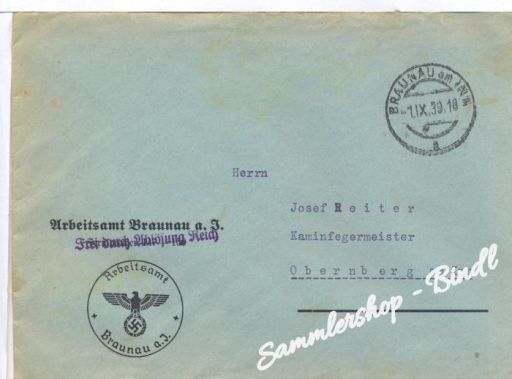 BRAUNAU am INN
-1.IX.39.18
a
Herrn
Josef Reiter
Kaminfegermeister
Obernberg
Arbeitsamt Braunau a. J.
Frei durch Ablösung Reich
Arbeitsamt
Braunau a.J.
Sammlershop - Bindl